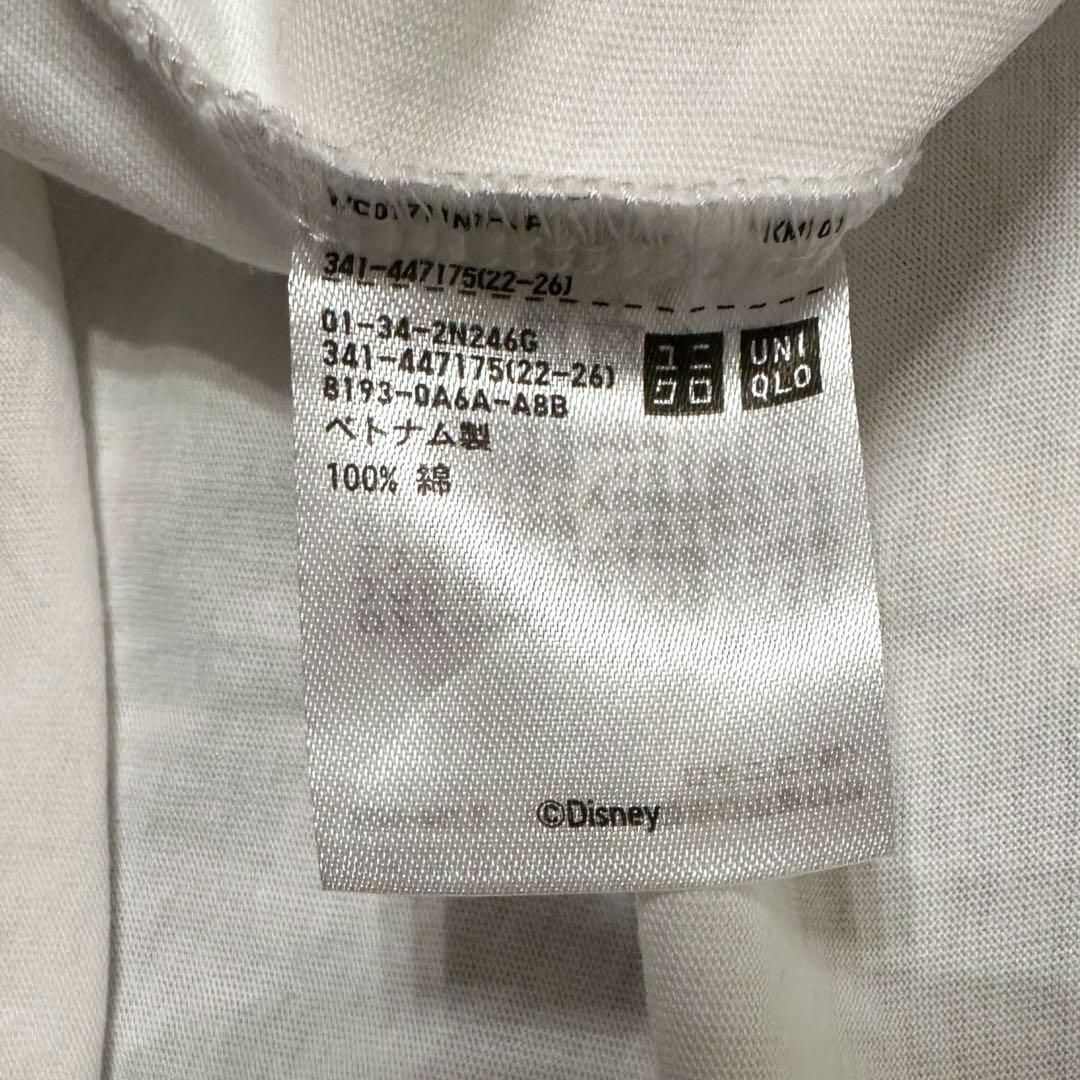 341-447175(22-26)
01-34-2N246G
341-447175(22-26)
8193-0A6A-A8B
ベトナム製
100% 綿
ユニ
クロ
UNI
QLO
©Disney